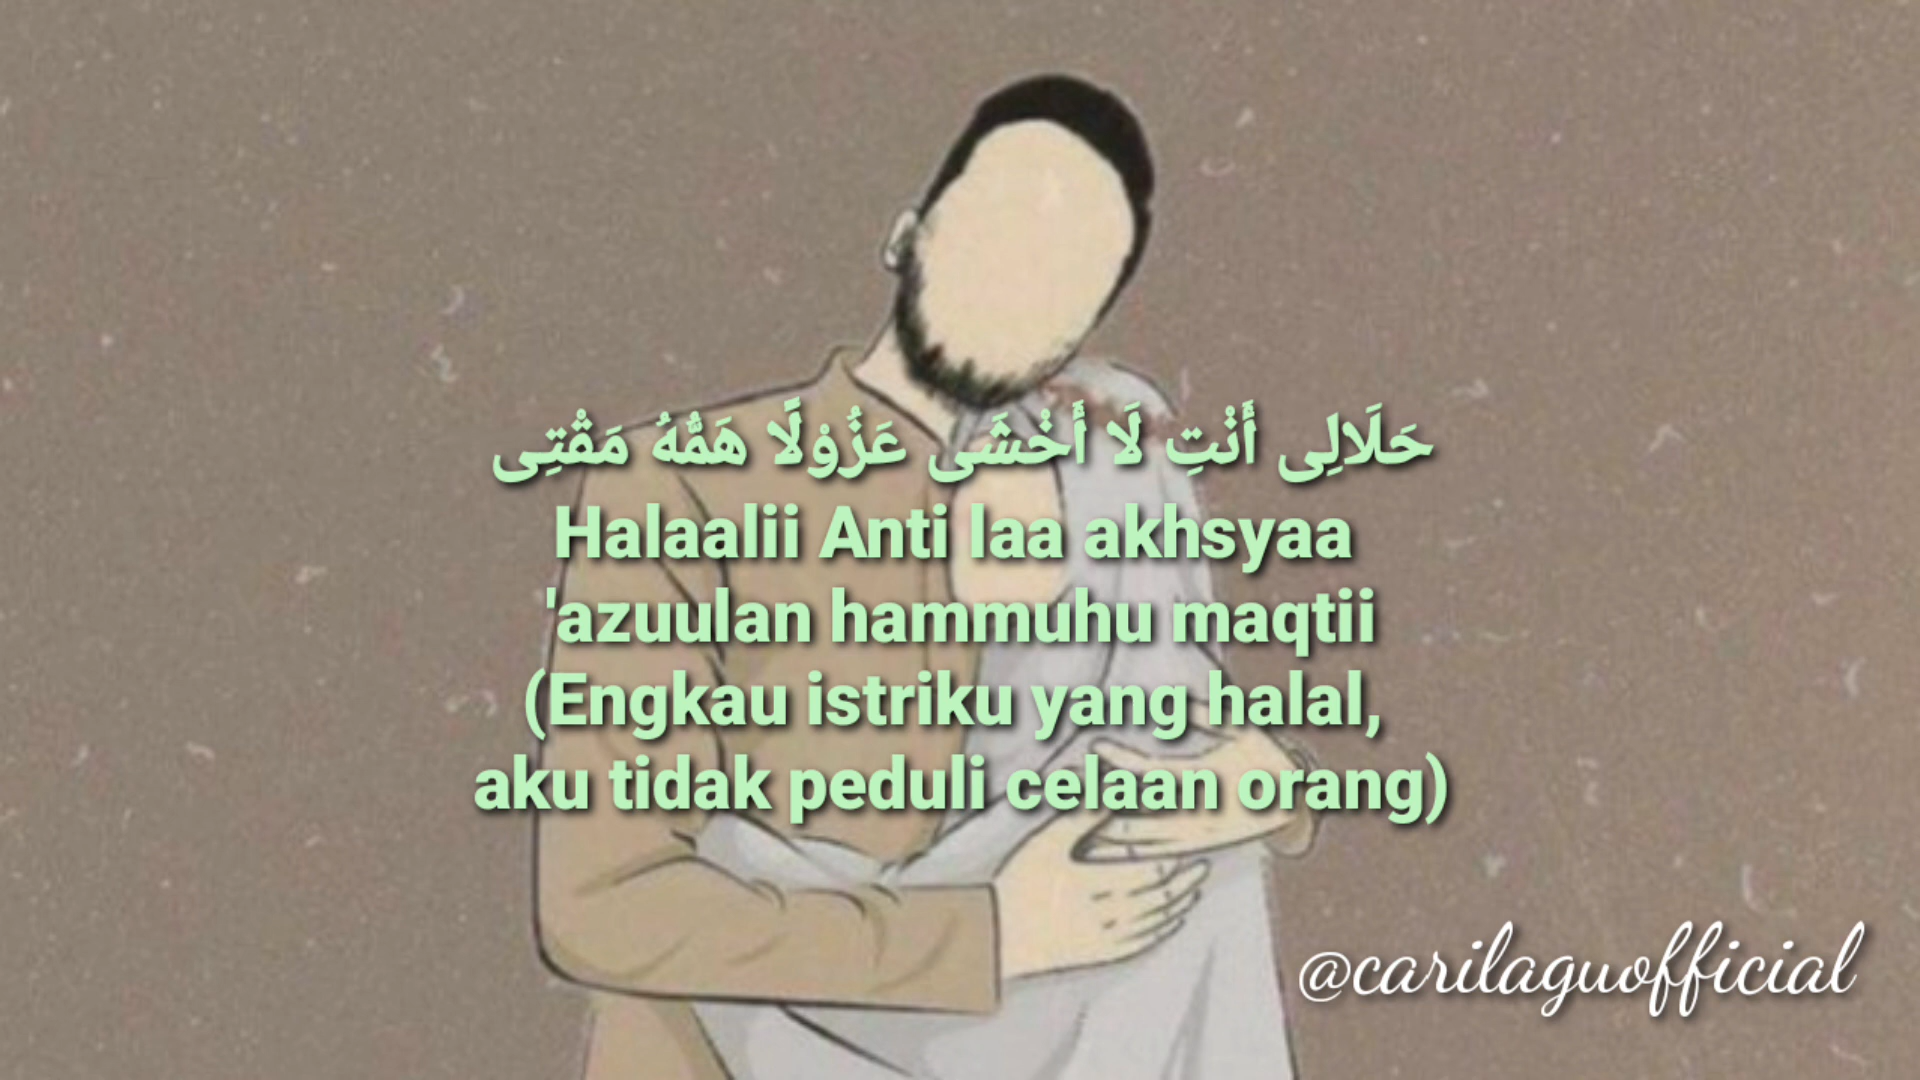 حَلَالِى أَنْتِ لَا أَخْشَى عَزُوْلًا هَمُّهُ مَقْتِى
Halaalii Anti laa akhsyaa
'azuulan hammuhu maqtii
(Engkau istriku yang halal,
aku tidak peduli celaan orang)
@carilaguofficial